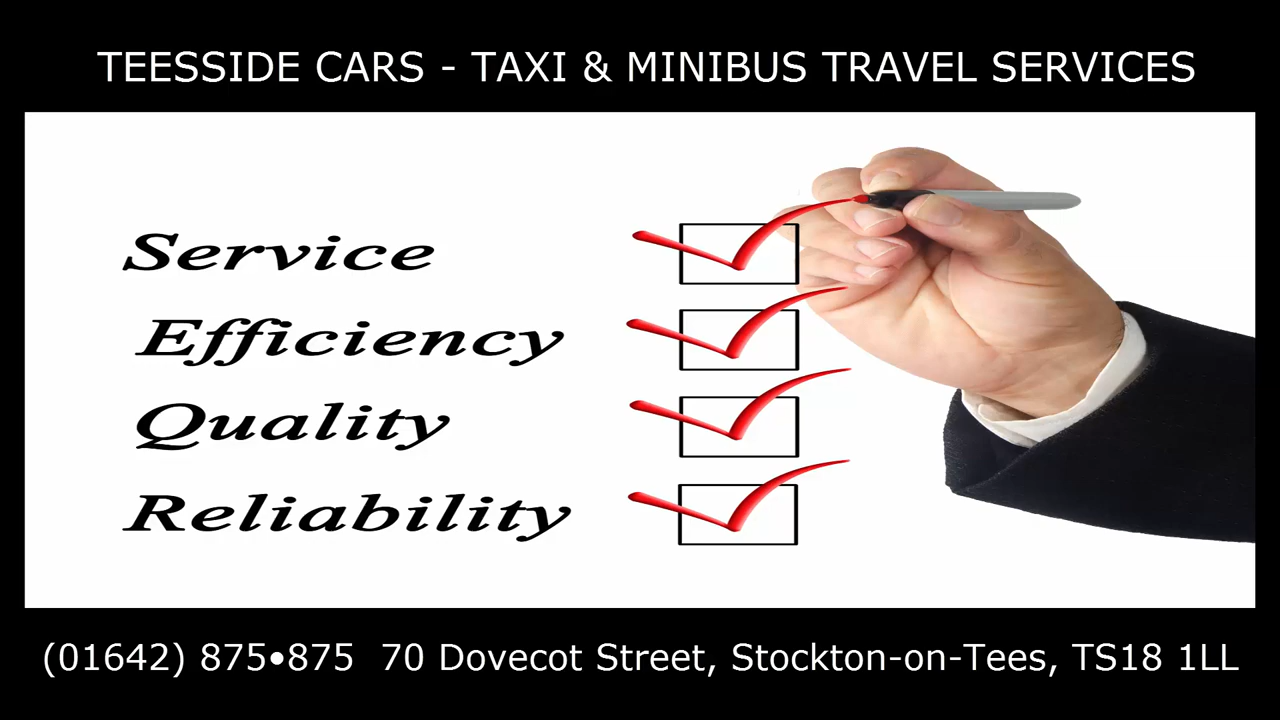 TEESSIDE CARS - TAXI & MINIBUS TRAVEL SERVICES
Service
Efficiency
Quality
Reliability
(01642) 875•875 70 Dovecot Street, Stockton-on-Tees, TS18 1LL